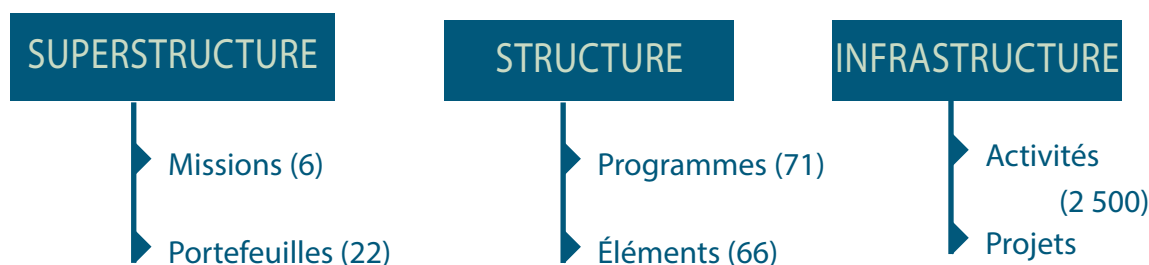 SUPERSTRUCTURE
Missions (6)
Portefeuilles (22)
STRUCTURE
Programmes (71)
Éléments (66)
INFRASTRUCTURE
Activités
(2 500)
Projets